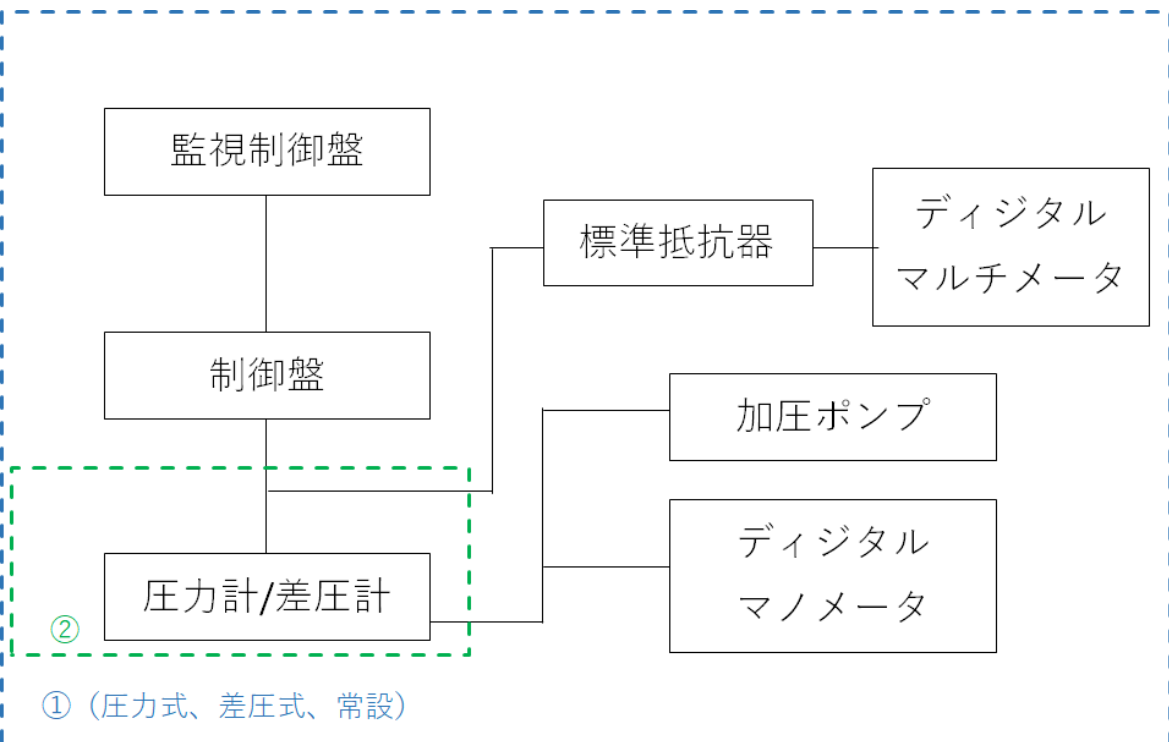 監視制御盤
標準抵抗器
ディジタル
マルチメータ
制御盤
加圧ポンプ
圧力計/差圧計
ディジタル
マノメータ
②
①（圧力式、差圧式、常設）